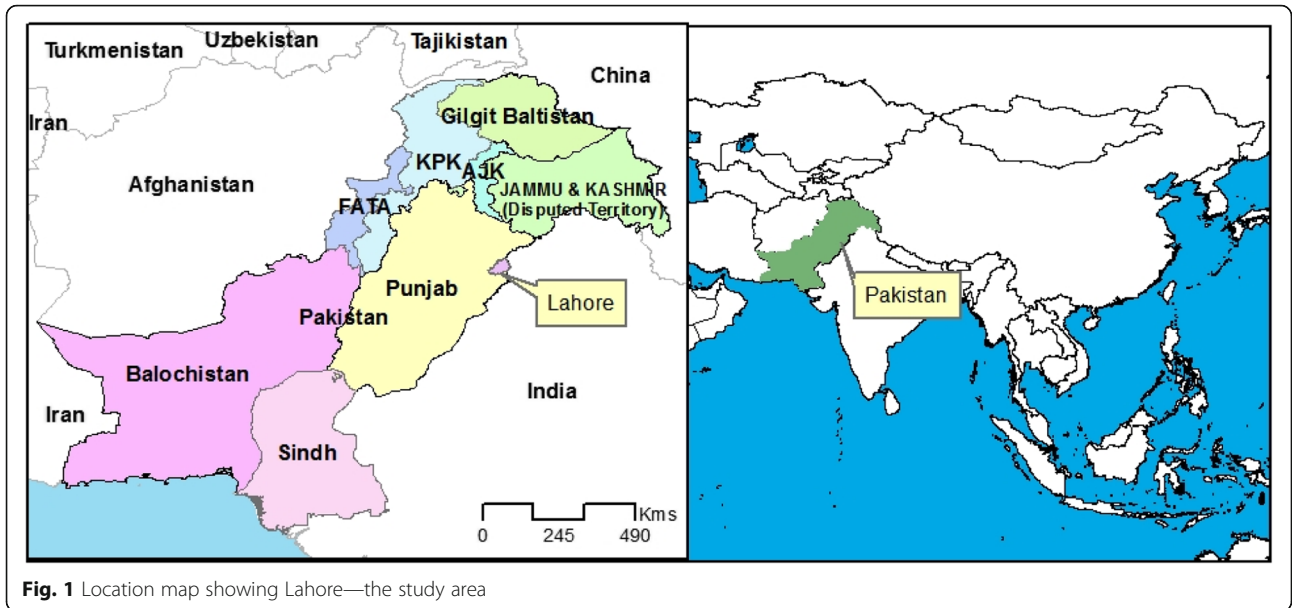 Turkmenistan
Uzbekistan
Tajikistan
China
Iran
Gilgit Baltistan
KPK
AJK
Afghanistan
JAMMU & KASHMIR
(Disputed Territory)
FATA
Punjab
Lahore
Pakistan
Balochistan
India
Iran
Sindh
Kms
0 245 490
Pakistan
Fig. 1 Location map showing Lahore—the study area